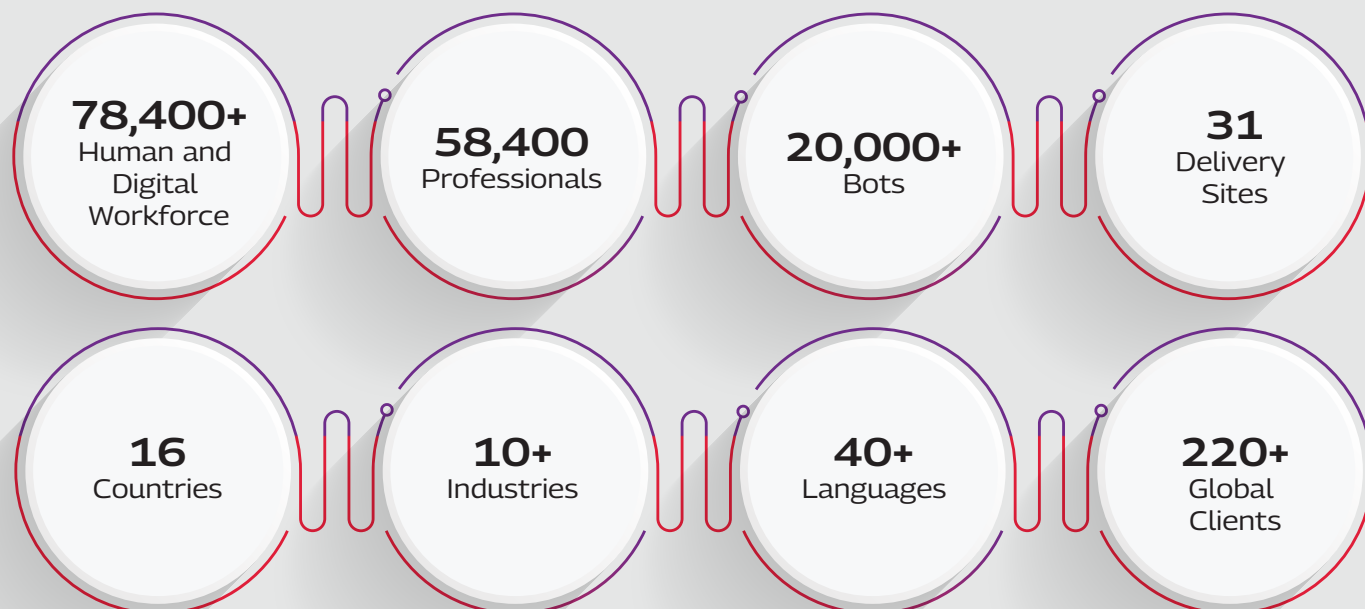 78,400+
Human and
Digital
Workforce
58,400
Professionals
20,000+
Bots
31
Delivery
Sites
16
Countries
10+
Industries
40+
Languages
220+
Global
Clients